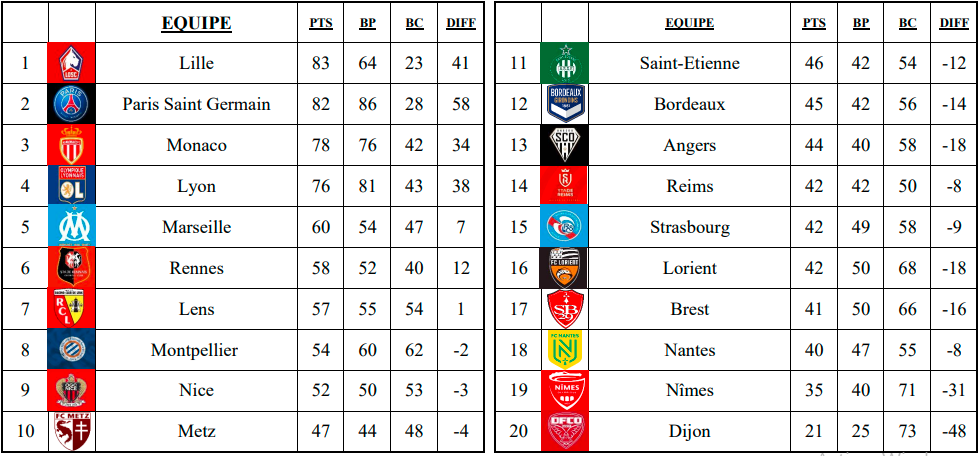 EQUIPE PTS BP BC DIFF
1 LOSC Lille 83 64 23 41
2 PARIS Paris Saint Germain 82 86 28 58
3 Monaco 78 76 42 34
4 OLYMPIQUE LYONNAIS OL Lyon 76 81 43 38
5 Marseille 60 54 47 7
6 Rennes 58 52 40 12
7 RCL Lens 57 55 54 1
8 Montpellier 54 60 62 -2
9 Nice 52 50 53 -3
10 FC METZ Metz 47 44 48 -4
EQUIPE PTS BP BC DIFF
11 Saint-Etienne 46 42 54 -12
12 BORDEAUX GIRONDINS Bordeaux 45 42 56 -14
13 SCO Angers 44 40 58 -18
14 Reims 42 42 50 -8
15 Strasbourg 42 49 58 -9
16 FC LORIENT Lorient 42 50 68 -18
17 SB 29 Brest 41 50 66 -16
18 FC NANTES Nantes 40 47 55 -8
19 NÎMES Nîmes 35 40 71 -31
20 DFCO Dijon 21 25 73 -48